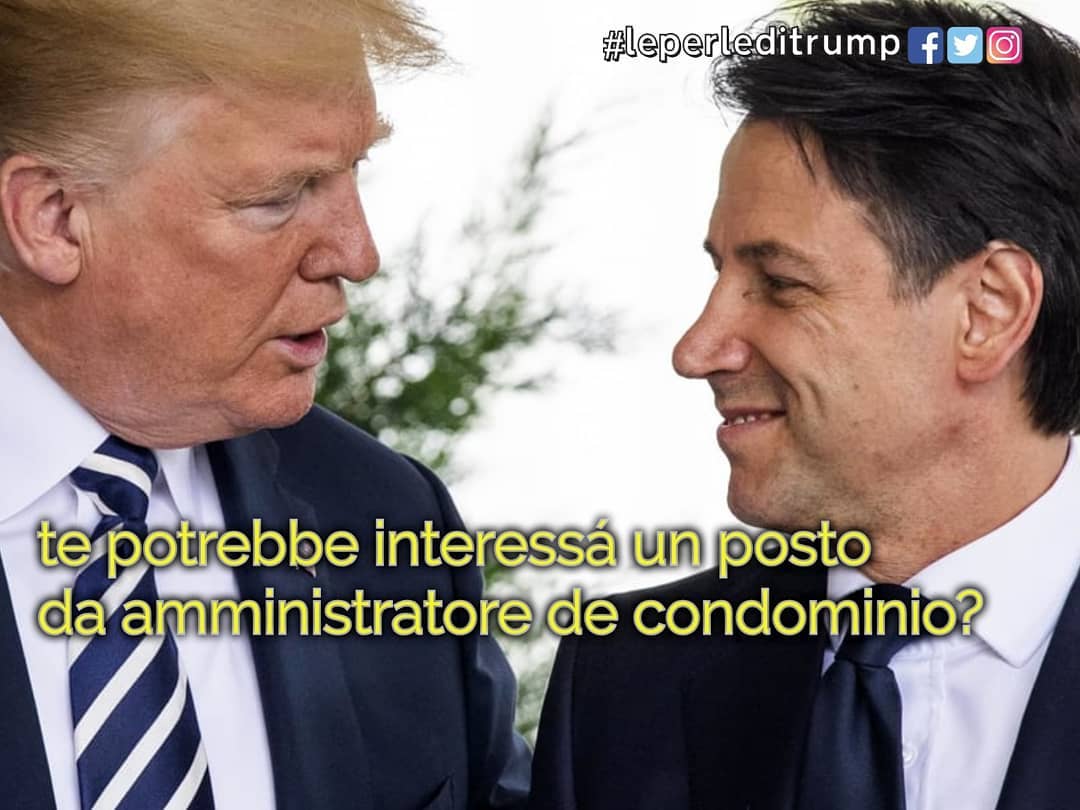 #leperleditrump
te potrebbe interessá un posto
da amministratore de condominio?